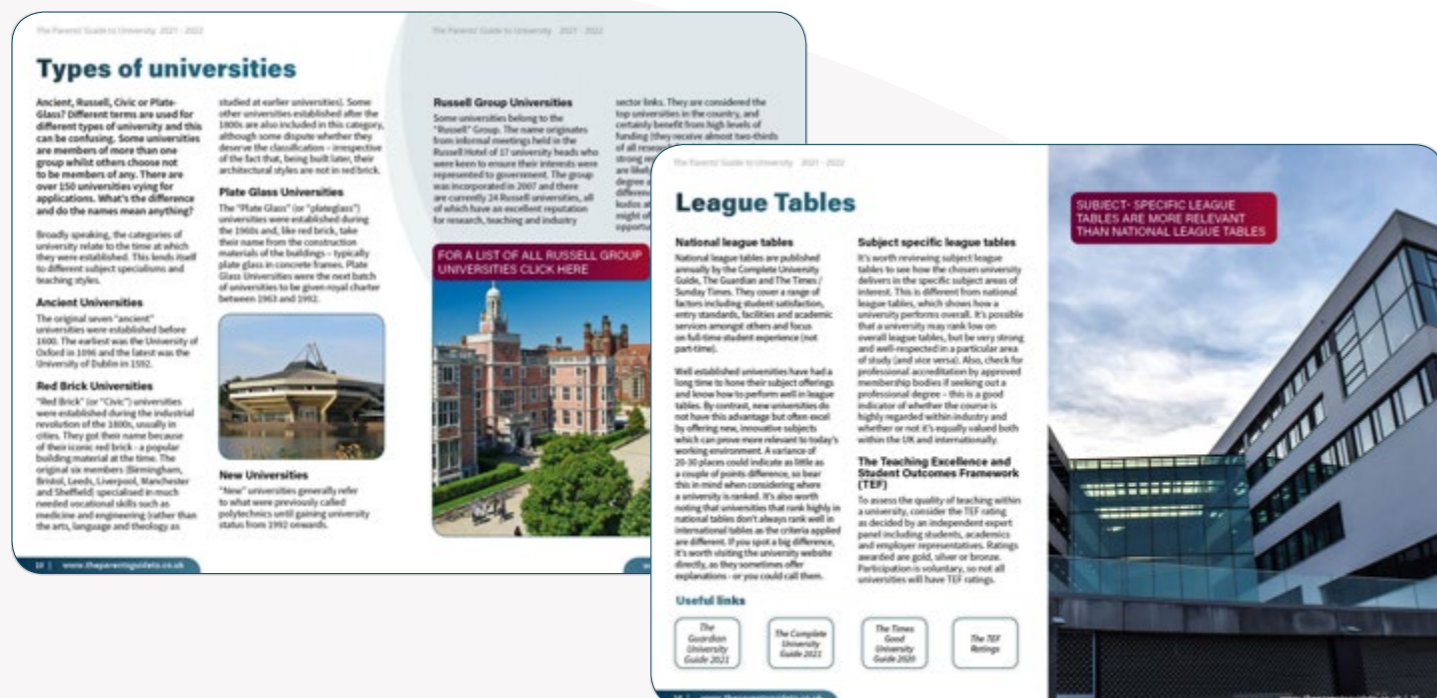 The Parents' Guide to University 2021 - 2022
Types of universities
Ancient, Russell, Civic or Plate-
Glass? Different terms are used for
different types of university and this
can be confusing. Some universities
are members of more than one
group whilst others choose not
to be members of any. There are
over 150 universities vying for
applications. What's the difference
and do the names mean anything?
Broadly speaking, the categories of
university relate to the time at which
they were established. This lends itself
to different subject specialisms and
teaching styles.
Ancient Universities
The original seven "ancient"
universities were established before
1600. The earliest was the University of
Oxford in 1096 and the latest was the
University of Dublin in 1592.
Red Brick Universities
"Red Brick" (or "Civic") universities
were established during the industrial
revolution of the 1800s, usually in
cities. They got their name because
of their iconic red brick - a popular
building material at the time. The
original six members (Birmingham,
Bristol, Leeds, Liverpool, Manchester
and Sheffield) specialised in much
needed vocational skills such as
medicine and engineering (rather than
the arts, language and theology as
studied at earlier universities). Some
other universities established after the
1800s are also included in this category,
although some dispute whether they
deserve the classification - irrespective
of the fact that, being built later, their
architectural styles are not in red brick.
Plate Glass Universities
The "Plate Glass" (or "plateglass")
universities were established during
the 1960s and, like red brick, take
their name from the construction
materials of the buildings - typically
plate glass in concrete frames. Plate
Glass Universities were the next batch
of universities to be given royal charter
between 1963 and 1992.
New Universities
"New" universities generally refer
to what were previously called
polytechnics until gaining university
status from 1992 onwards.
10 | www.theparentsguideto.co.uk
The Parents' Guide to University 2021 - 2022
Russell Group Universities
Some universities belong to the
"Russell" Group. The name originates
from informal meetings held in the
Russell Hotel of 17 university heads who
were keen to ensure their interests were
represented to government. The group
was incorporated in 2007 and there
are currently 24 Russell universities, all
of which have an excellent reputation
for research, teaching and industry
sector links. They are considered the
top universities in the country, and
certainly benefit from high levels of
funding (they receive almost two-thirds
of all
strong
are likely
degree
kudos
might of
FOR A LIST OF ALL RUSSELL GROUP
UNIVERSITIES CLICK HERE
The Parents' Guide to University 2021 - 2022
League Tables
National league tables
National league tables are published
annually by the Complete University
Guide, The Guardian and The Times /
Sunday Times. They cover a range of
factors including student satisfaction,
entry standards, facilities and academic
services amongst others and focus
on full-time student experience (not
part-time).
Well established universities have had a
long time to hone their subject offerings
and know how to perform well in league
tables. By contrast, new universities do
not have this advantage but often excel
by offering new, innovative subjects
which can prove more relevant to today's
working environment. A variance of
20-30 places could indicate as little as
a couple of points difference, so bear
this in mind when considering where
a university is ranked. It's also worth
noting that universities that rank highly in
national tables don't always rank well in
international tables as the criteria applied
are different. If you spot a big difference,
it's worth visiting the university website
directly, as they sometimes offer
explanations - or you could call them.
Subject specific league tables
It's worth reviewing subject league
tables to see how the chosen university
delivers in the specific subject areas of
interest. This is different from national
league tables, which shows how a
university performs overall. It's possible
that a university may rank low on
overall league tables, but be very strong
and well-respected in a particular area
of study (and vice versa). Also, check for
professional accreditation by approved
membership bodies if seeking out a
professional degree - this is a good
indicator of whether the course is
highly regarded within industry and
whether or not it's equally valued both
within the UK and internationally.
The Teaching Excellence and
Student Outcomes Framework
(TEF)
To assess the quality of teaching within
a university, consider the TEF rating
as decided by an independent expert
panel including students, academics
and employer representatives. Ratings
awarded are gold, silver or bronze.
Participation is voluntary, so not all
universities will have TEF ratings.
Useful links
The
Guardian
University
Guide 2021
The Complete
University
Guide 2021
The Times
Good
University
Guide 2020
The TEF
Ratings
SUBJECT- SPECIFIC LEAGUE
TABLES ARE MORE RELEVANT
THAN NATIONAL LEAGUE TABLES